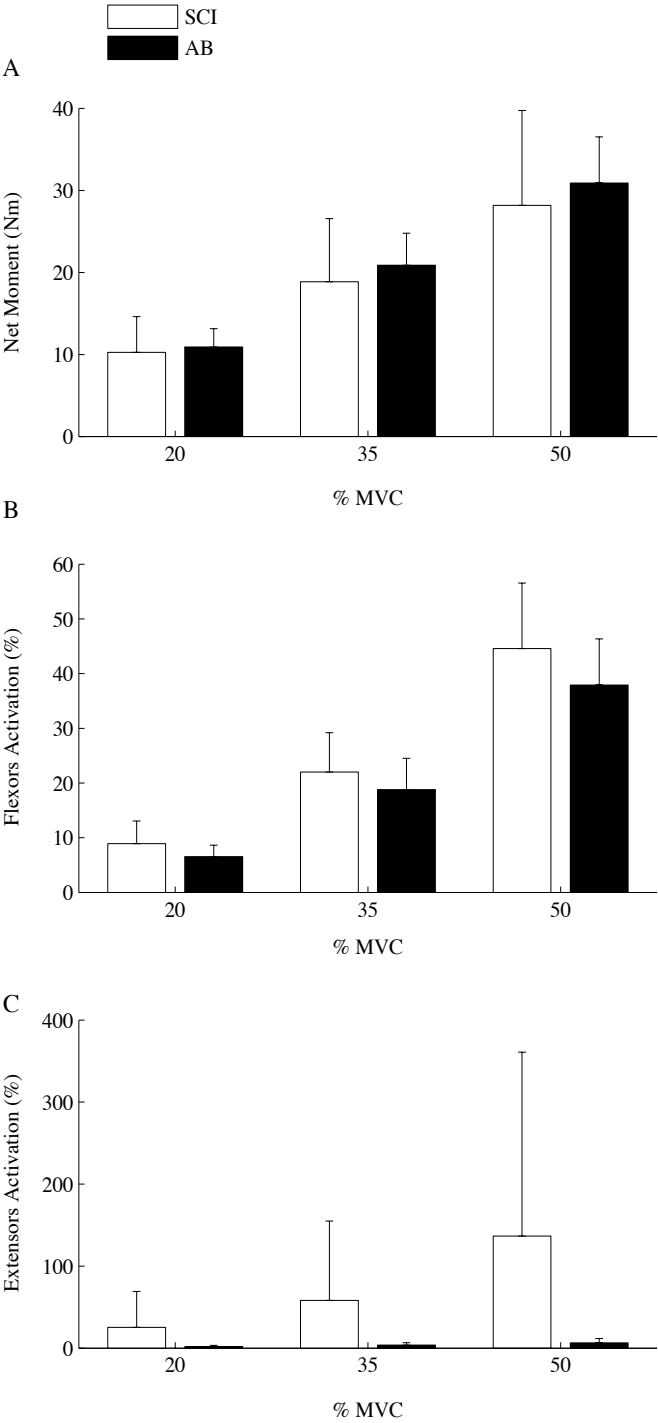 SCI
AB
A
40
30
20
10
0
Net Moment (Nm)
20 35 50
% MVC
B
60
50
40
30
20
10
0
Flexors Activation (%)
20 35 50
% MVC
C
400
300
200
100
0
Extensors Activation (%)
20 35 50
% MVC